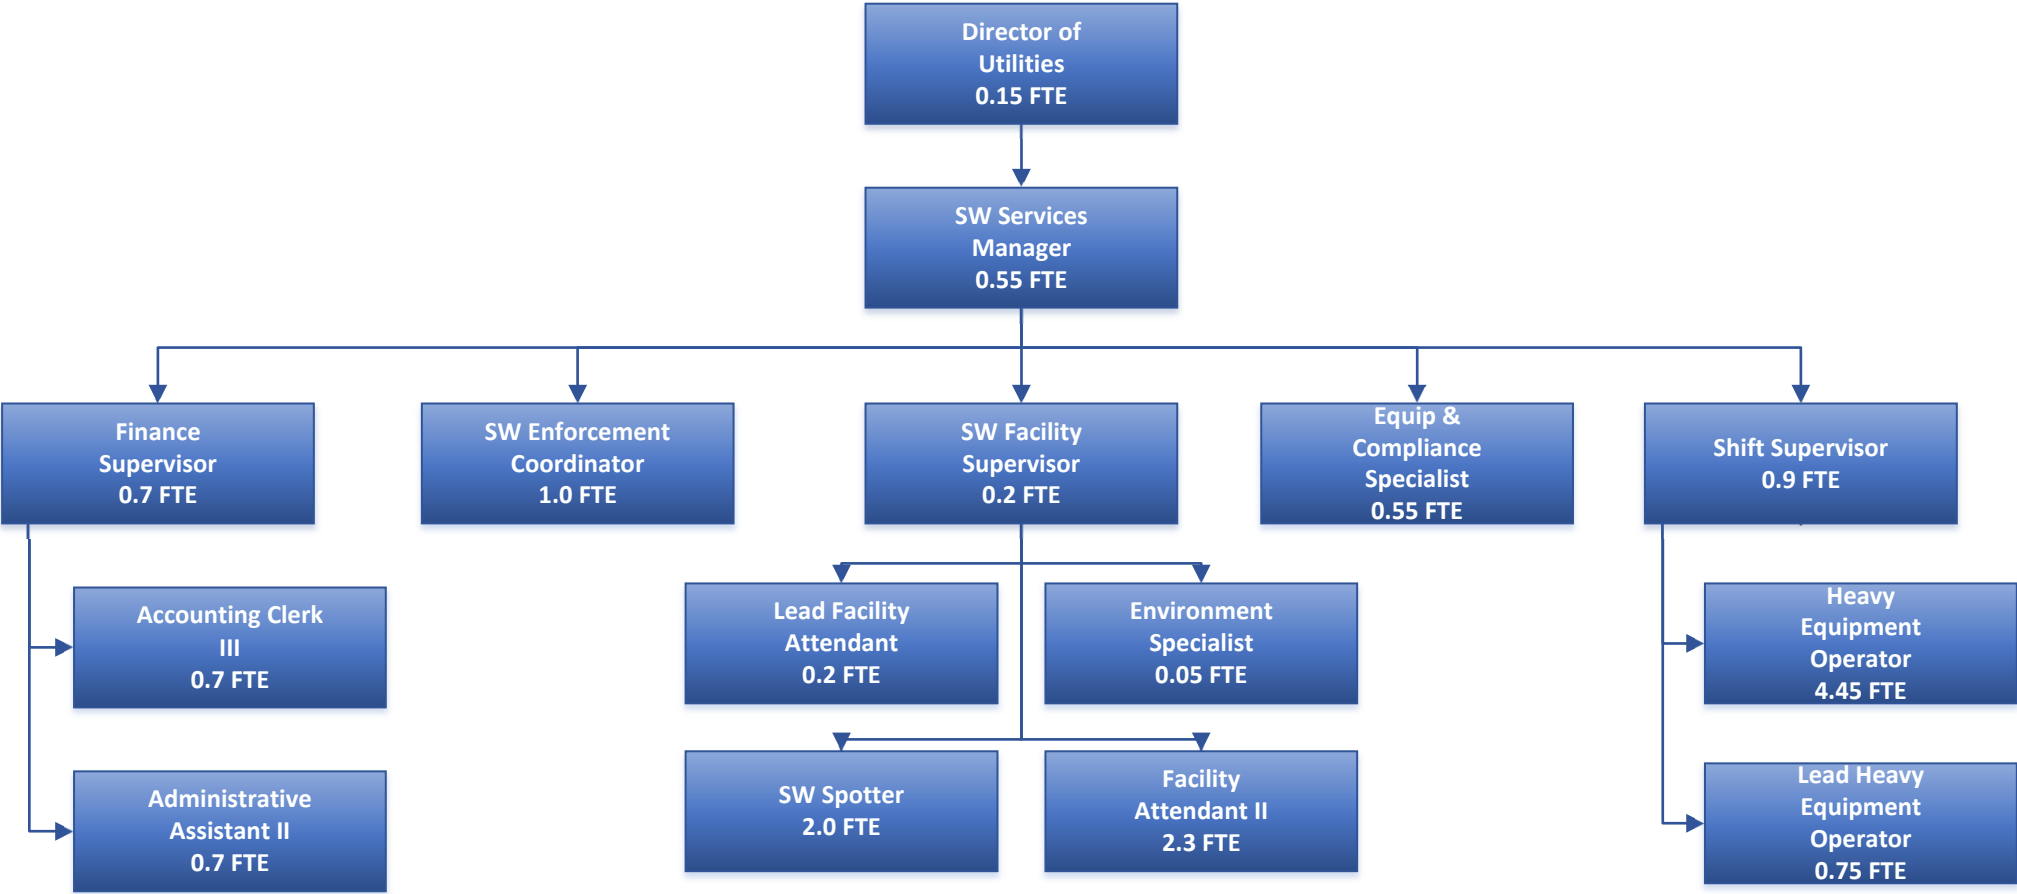 Director of
Utilities
0.15 FTE
SW Services
Manager
0.55 FTE
Finance
Supervisor
0.7 FTE
SW Enforcement
Coordinator
1.0 FTE
SW Facility
Supervisor
0.2 FTE
Equip &
Compliance
Specialist
0.55 FTE
Shift Supervisor
0.9 FTE
Accounting Clerk
III
0.7 FTE
Lead Facility
Attendant
0.2 FTE
Environment
Specialist
0.05 FTE
Heavy
Equipment
Operator
4.45 FTE
Administrative
Assistant II
0.7 FTE
SW Spotter
2.0 FTE
Facility
Attendant II
2.3 FTE
Lead Heavy
Equipment
Operator
0.75 FTE